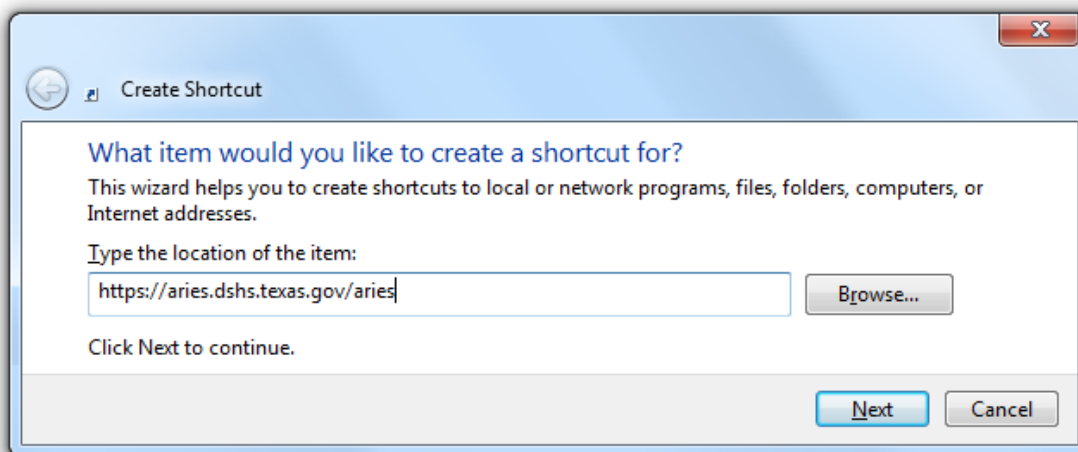 Create Shortcut
What item would you like to create a shortcut for?
This wizard helps you to create shortcuts to local or network programs, files, folders, computers, or
Internet addresses.
Type the location of the item:
https://aries.dshs.texas.gov/aries
Browse...
Click Next to continue.
Next
Cancel